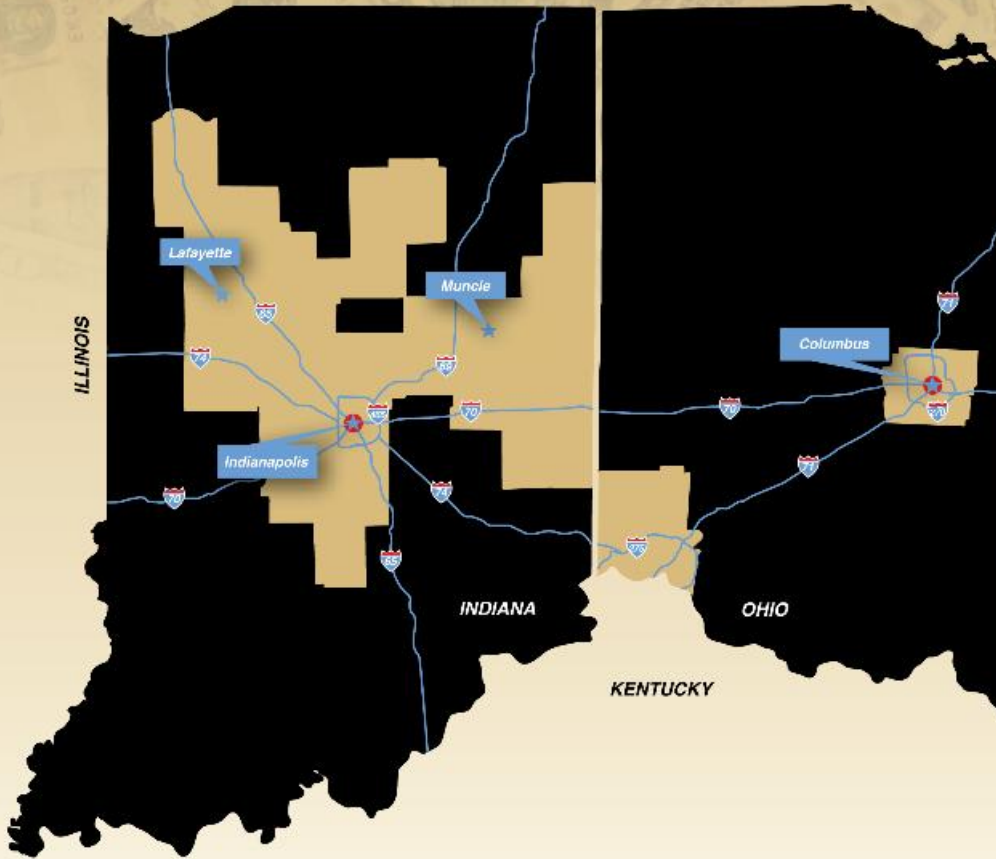 71
Lafayette
Muncie
65
Columbus
74
69
ILLINOIS
465
70
70
270
Indianapolis
71
74
70
275
65
INDIANA
OHIO
KENTUCKY